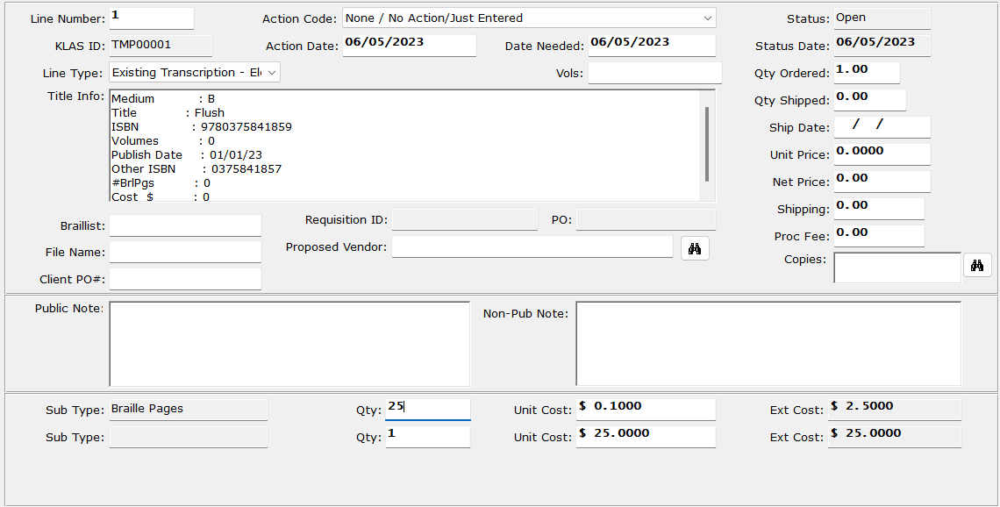 Line Number: 1 Action Code: None / No Action/Just Entered Status: Open
KLAS ID: TMP00001 Action Date: 06/05/2023 Date Needed: 06/05/2023 Status Date: 06/05/2023
Line Type: Existing Transcription - El Vols: Qty Ordered: 1.00
Title Info: Medium : B
Title : Flush
ISBN : 9780375841859
Volumes : 0
Publish Date : 01/01/23
Other ISBN : 0375841857
#BrlPgs : 0
Cost $ : 0
Qty Shipped: 0.00
Ship Date: / /
Unit Price: 0.0000
Net Price: 0.00
Braillist: Requisition ID: PO: Shipping: 0.00
File Name: Proposed Vendor: Proc Fee: 0.00
Client PO#: Copies:
Public Note: Non-Pub Note:
Sub Type: Braille Pages Qty: 25 Unit Cost: $ 0.1000 Ext Cost: $ 2.5000
Sub Type: Qty: 1 Unit Cost: $ 25.0000 Ext Cost: $ 25.0000